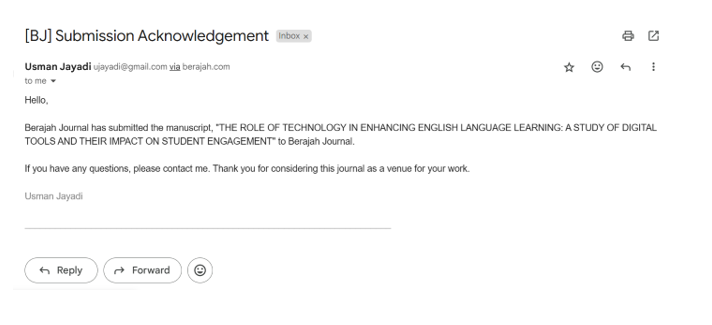 [BJ] Submission Acknowledgement Inbox x
Usman Jayadi ujayadi@gmail.com via berajah.com
to me
Hello,
Berajah Journal has submitted the manuscript, "THE ROLE OF TECHNOLOGY IN ENHANCING ENGLISH LANGUAGE LEARNING: A STUDY OF DIGITAL
TOOLS AND THEIR IMPACT ON STUDENT ENGAGEMENT" to Berajah Journal.
If you have any questions, please contact me. Thank you for considering this journal as a venue for your work.
Usman Jayadi
Reply Forward